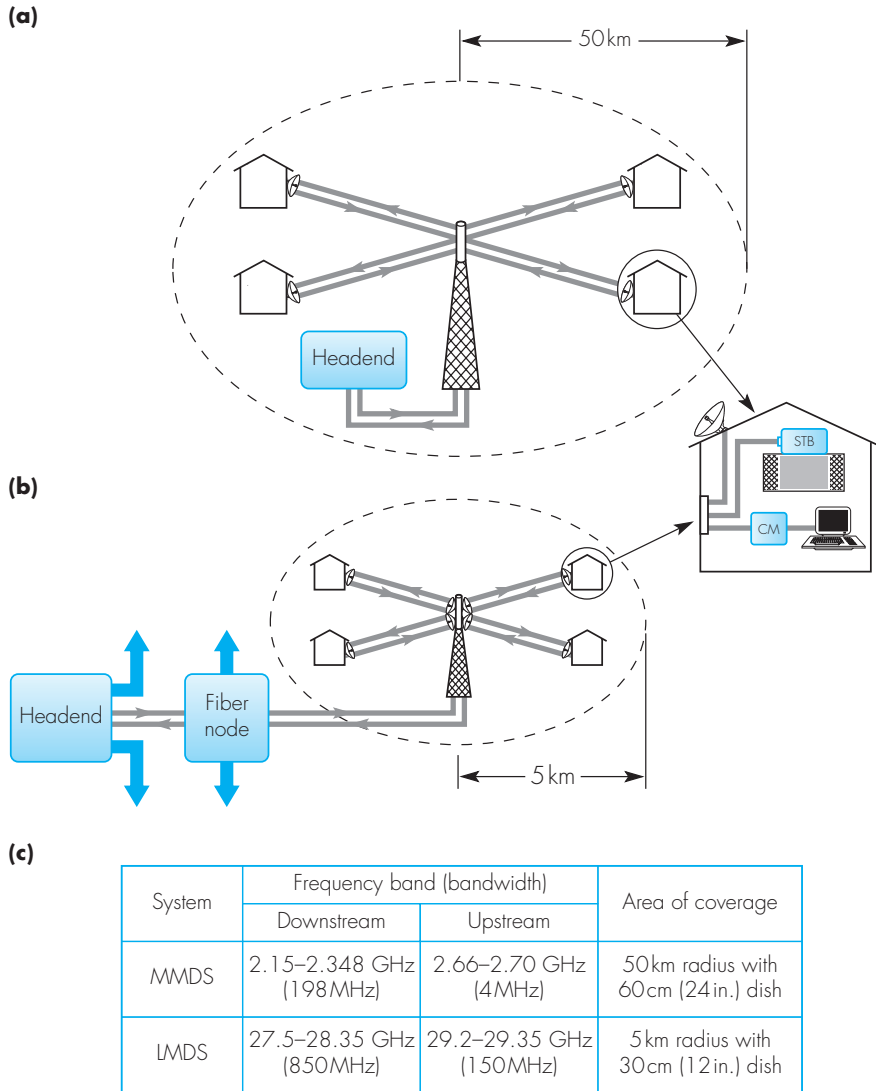 (a)
50km
Headend
STB
CM
(b)
Headend
Fiber
node
5km
(c)
System
Frequency band (bandwidth)
Area of coverage
Downstream
Upstream
MMDS
2.15–2.348 GHz
(198MHz)
2.66–2.70 GHz
(4MHz)
50km radius with
60cm (24in.) dish
LMDS
27.5–28.35 GHz
(850MHz)
29.2–29.35 GHz
(150MHz)
5km radius with
30cm (12in.) dish